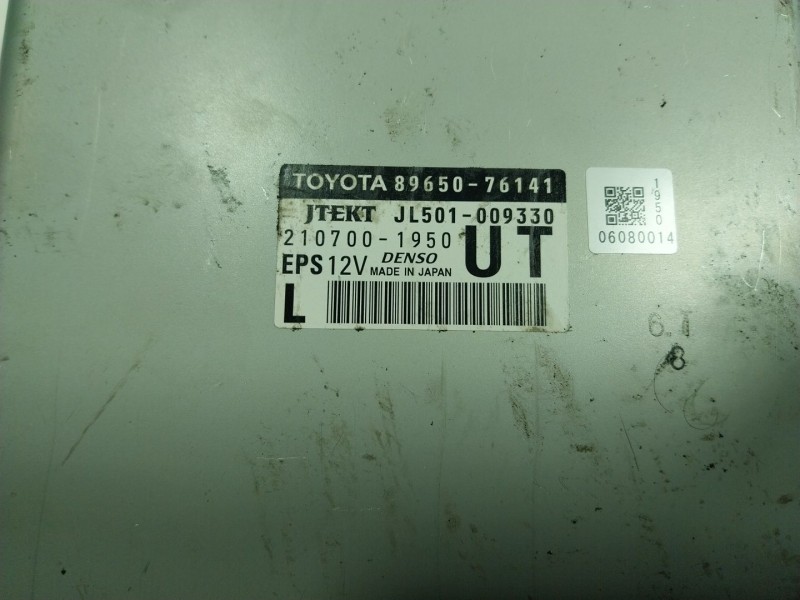 TOYOTA 89650-76141
JTEKT JL501-009330
210700-1950 UT
EPS 12V DENSO
MADE IN JAPAN
L
1950
06080014
6.T
8